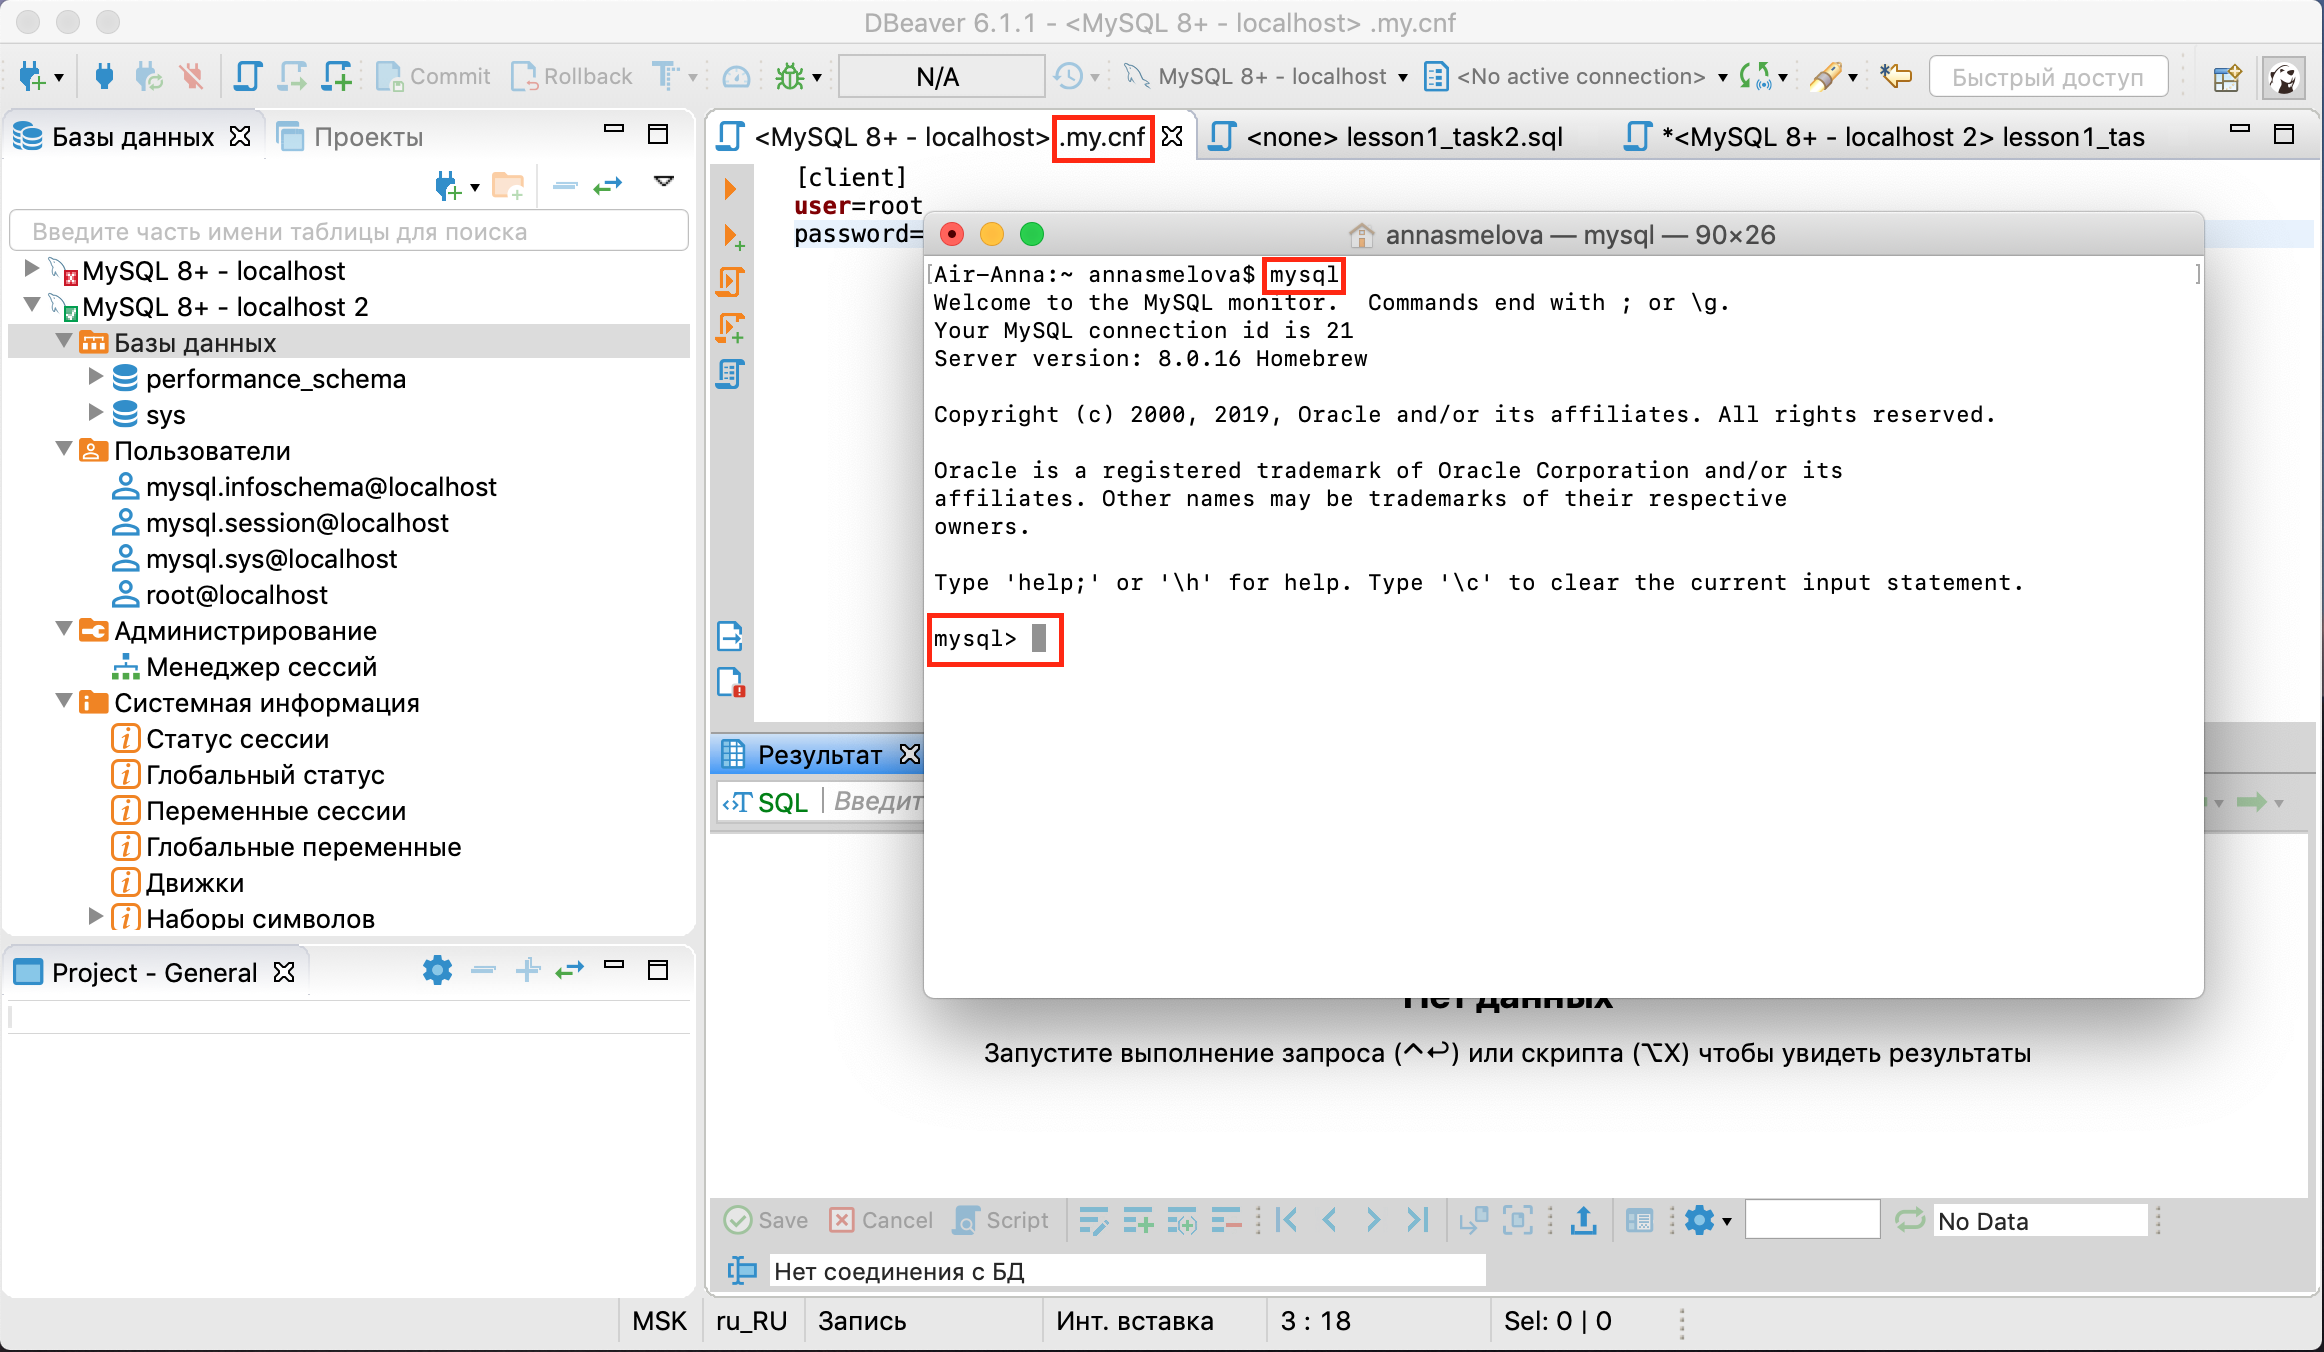 DBeaver 6.1.1 - <MySQL 8+ - localhost> .my.cnf
Commit Rollback N/A MySQL 8+ - localhost <No active connection> Быстрый доступ
Базы данных Проекты
Введите часть имени таблицы для поиска
MySQL 8+ - localhost
MySQL 8+ - localhost 2
Базы данных
performance_schema
sys
Пользователи
mysql.infoschema@localhost
mysql.session@localhost
mysql.sys@localhost
root@localhost
Администрирование
Менеджер сессий
Системная информация
Статус сессии
Глобальный статус
Переменные сессии
Глобальные переменные
Движки
Наборы символов
Project - General
<MySQL 8+ - localhost> .my.cnf <none> lesson1_task2.sql *<MySQL 8+ - localhost 2> lesson1_tas
[client]
user=root
password=
annasmelova — mysql — 90×26
[Air-Anna:~ annasmelova$ mysql ]
Welcome to the MySQL monitor.  Commands end with ; or \g.
Your MySQL connection id is 21
Server version: 8.0.16 Homebrew
Copyright (c) 2000, 2019, Oracle and/or its affiliates. All rights reserved.
Oracle is a registered trademark of Oracle Corporation and/or its
affiliates. Other names may be trademarks of their respective
owners.
Type 'help;' or '\h' for help. Type '\c' to clear the current input statement.
mysql>
Результат
SQL Введит
Нет данных
Запустите выполнение запроса (^↩) или скрипта (⌥X) чтобы увидеть результаты
Save Cancel Script No Data
Нет соединения с БД
MSK ru_RU Запись Инт. вставка 3 : 18 Sel: 0 | 0